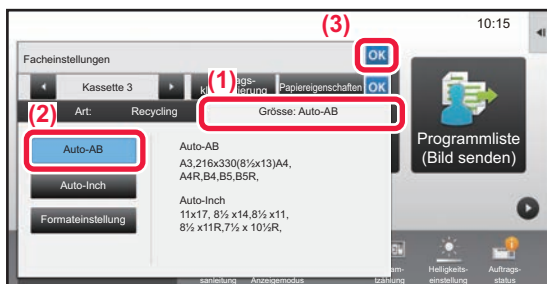 10:15
(3)
Facheinstellungen
OK
(1)
Kassette 3
Papiereigenschaften
OK
(2)
Art: Recycling
Grösse: Auto-AB
Auto-AB
Auto-Inch
Formateinstellung
Auto-AB
A3,216x330(8½x13)A4,
A4R,B4,B5,B5R,
Auto-Inch
11x17, 8½ x14,8½ x11,
8½ x11R,7½ x 10½R,
Programmliste
(Bild senden)
sanleitung
Anzeigemodus
tzählung
Helligkeits-
einstellung
Auftrags-
status